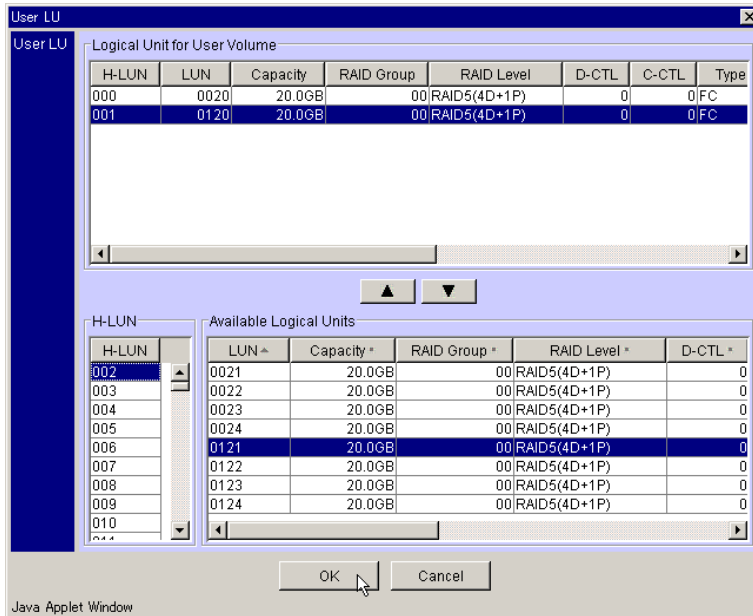 User LU
User LU
Logical Unit for User Volume
H-LUN LUN Capacity RAID Group RAID Level D-CTL C-CTL Type
000 0020 20.0GB 00 RAID5(4D+1P) 0 0 FC
001 0120 20.0GB 00 RAID5(4D+1P) 0 0 FC
H-LUN
H-LUN
002
003
004
005
006
007
008
009
010
Available Logical Units
LUN Capacity RAID Group RAID Level D-CTL
0021 20.0GB 00 RAID5(4D+1P) 0
0022 20.0GB 00 RAID5(4D+1P) 0
0023 20.0GB 00 RAID5(4D+1P) 0
0024 20.0GB 00 RAID5(4D+1P) 0
0121 20.0GB 00 RAID5(4D+1P) 0
0122 20.0GB 00 RAID5(4D+1P) 0
0123 20.0GB 00 RAID5(4D+1P) 0
0124 20.0GB 00 RAID5(4D+1P) 0
OK Cancel
Java Applet Window